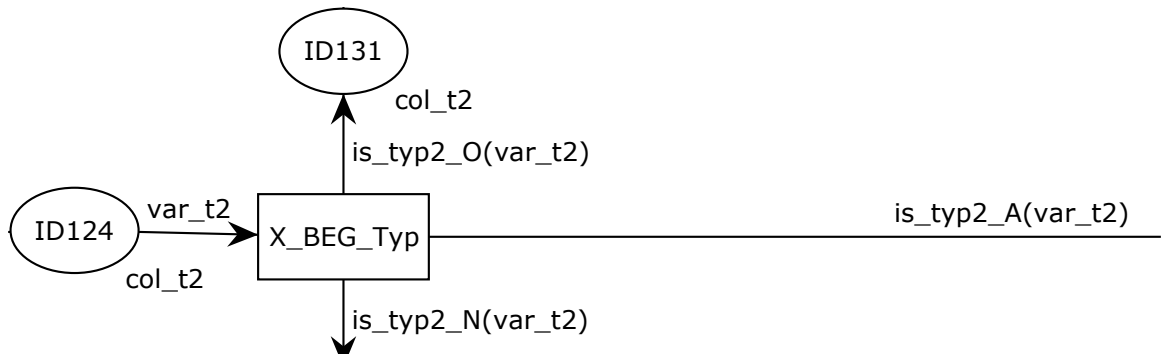 ID131
col_t2
is_typ2_O(var_t2)
var_t2
is_typ2_A(var_t2)
ID124
X_BEG_Typ
col_t2
is_typ2_N(var_t2)